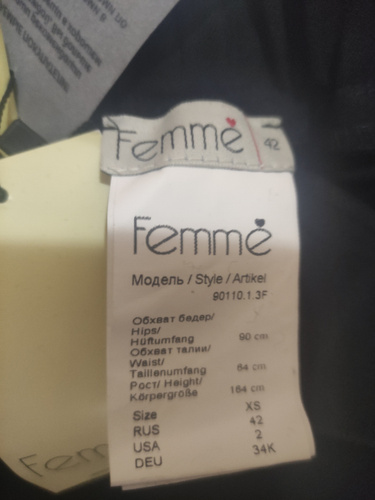 Femme 42
Femme
Модель / Style / Artikel
90110.1.3F
Обхват бедер/
Hips/
Hüftumfang 90 cm
Обхват талии/
Waist/
Taillenumfang 64 cm
Рост/ Height/
Körpergröße 164 cm
Size XS
RUS 42
USA 2
DEU 34K
Fem